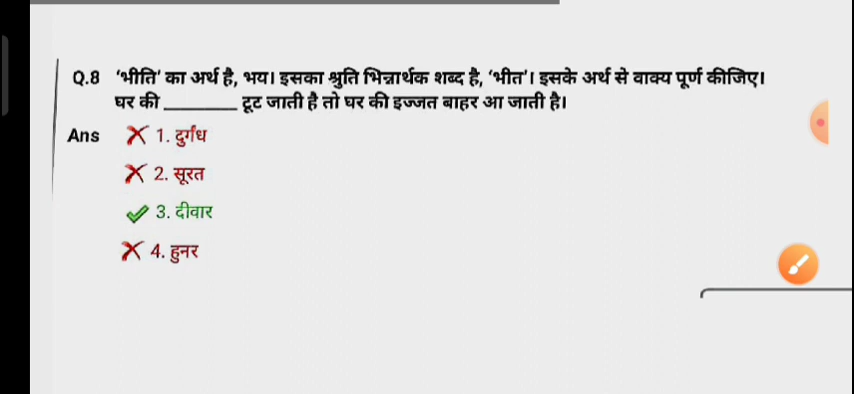 Q.8 ‘भीति’ का अर्थ है, भय। इसका श्रुति भिन्नार्थक शब्द है, ‘भीत’। इसके अर्थ से वाक्य पूर्ण कीजिए।
घर की ________ टूट जाती है तो घर की इज्जत बाहर आ जाती है।
Ans 1. दुर्गंध
2. सूरत
3. दीवार
4. हुनर